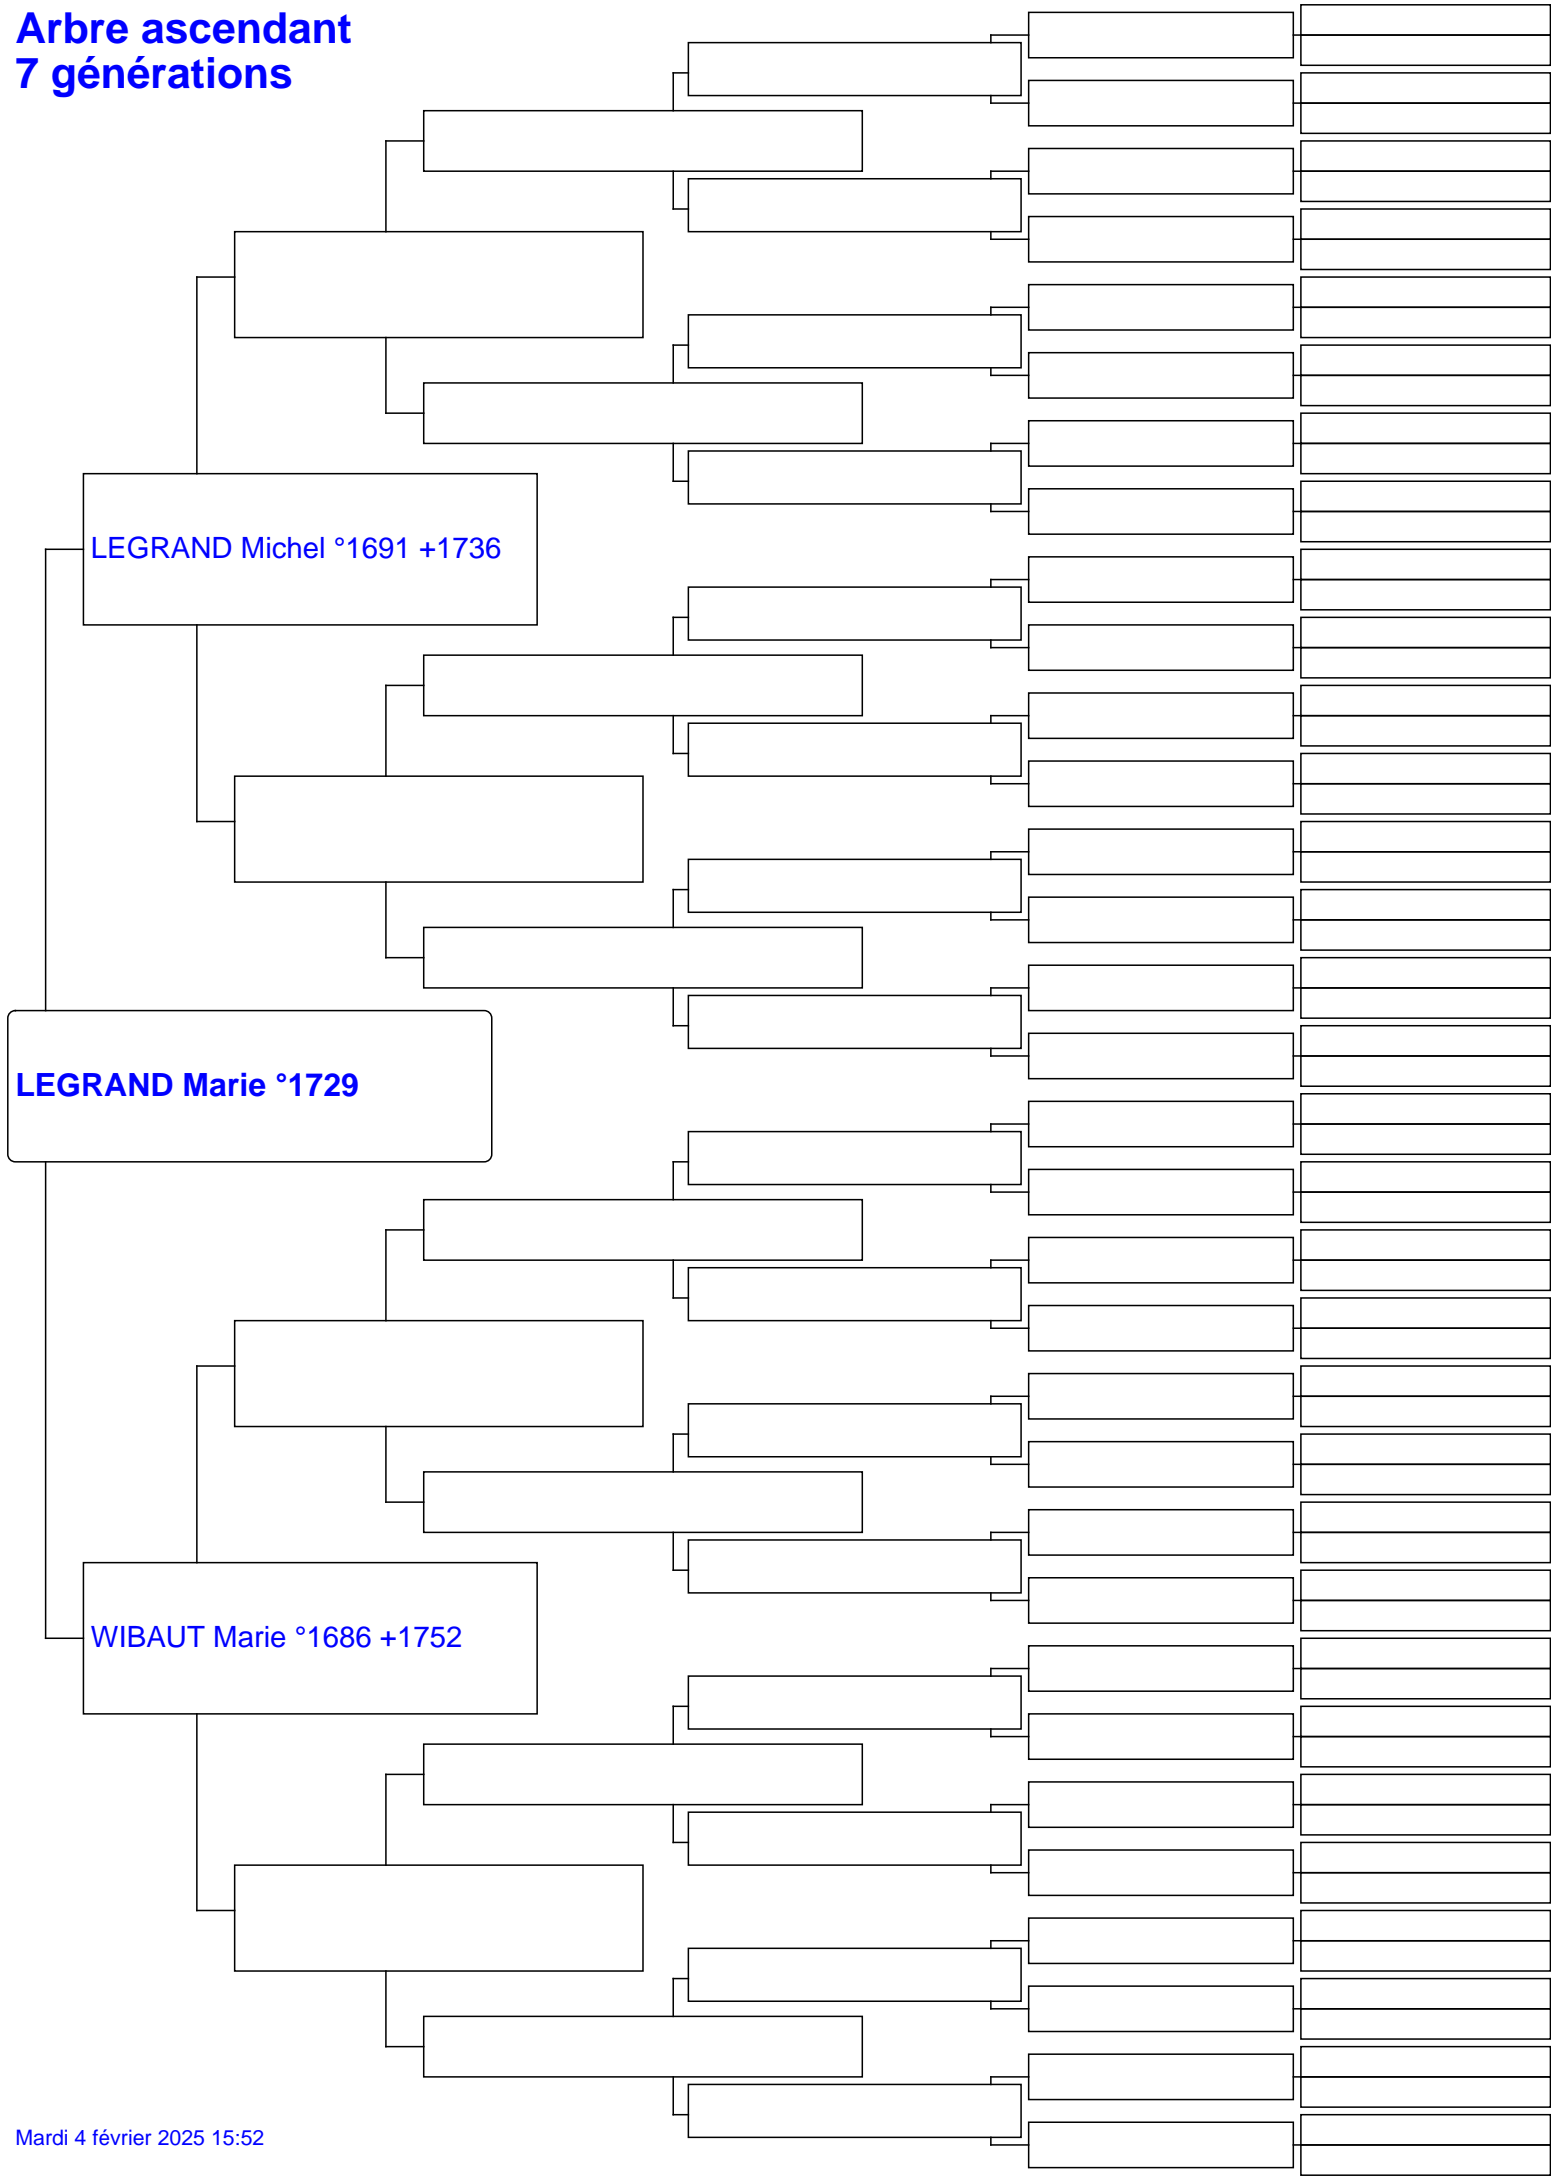 Arbre ascendant
7 générations
LEGRAND Michel °1691 +1736
LEGRAND Marie °1729
WIBAUT Marie °1686 +1752
Mardi 4 février 2025 15:52